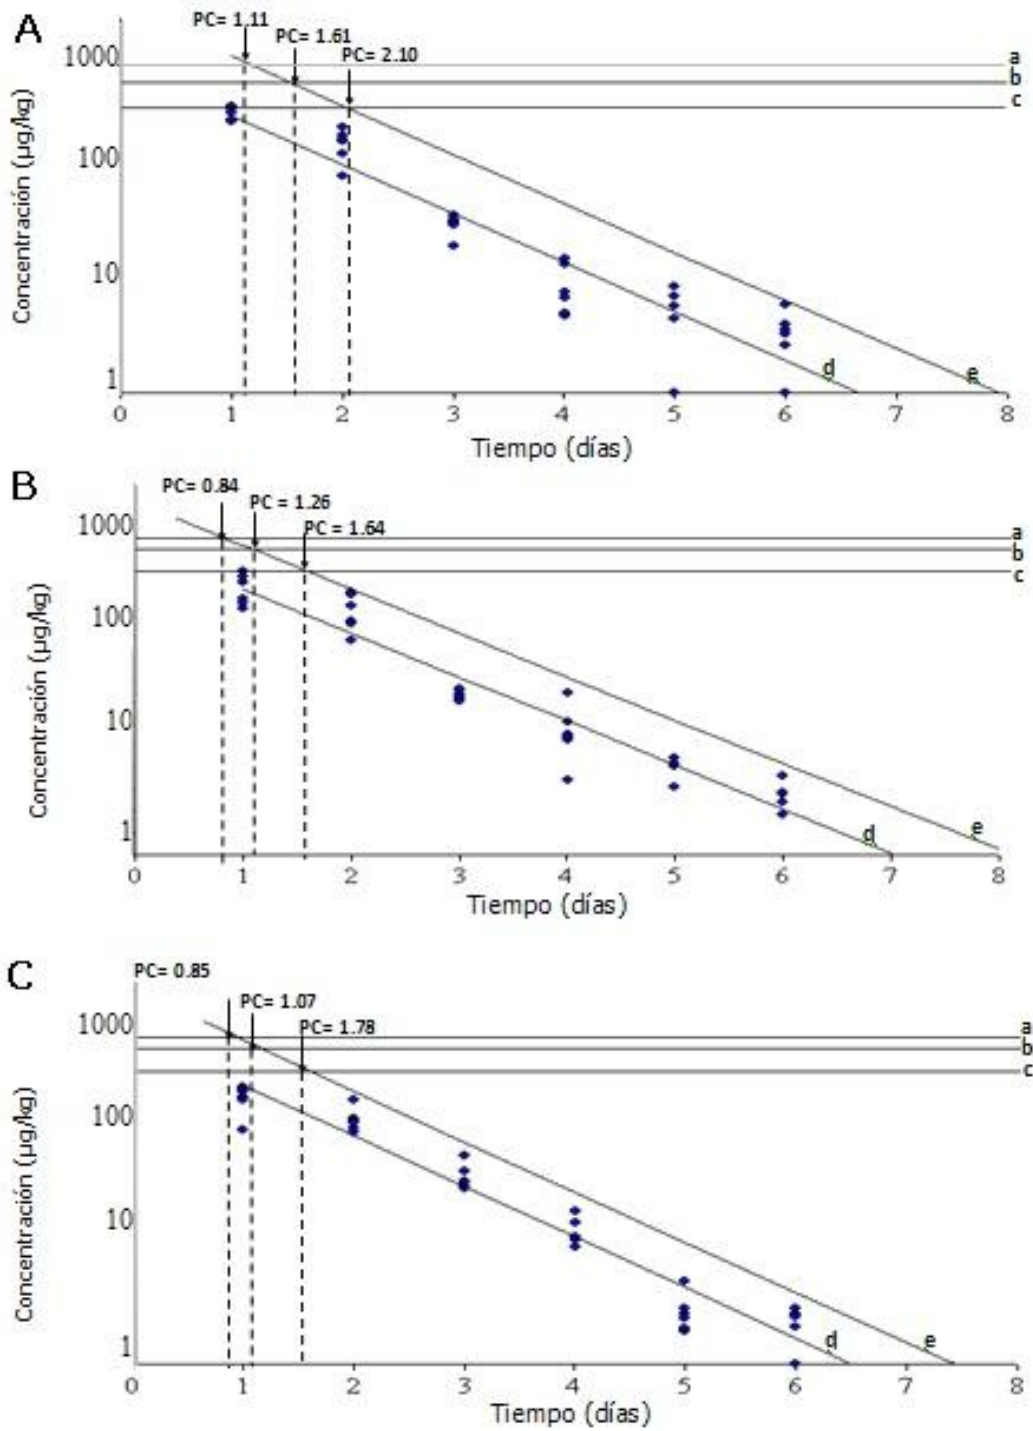 A
PC= 1.11
PC= 1.61
PC= 2.10
1000
100
10
1
Concentración (µg/kg)
a
b
c
d
e
0 1 2 3 4 5 6 7 8
Tiempo (días)
B
PC= 0.84
PC = 1.26
PC = 1.64
1000
100
10
1
Concentración (µg/kg)
a
b
c
d
e
0 1 2 3 4 5 6 7 8
Tiempo (días)
C
PC= 0.85
PC= 1.07
PC= 1.78
1000
100
10
1
Concentración (µg/kg)
a
b
c
d
e
0 1 2 3 4 5 6 7 8
Tiempo (días)